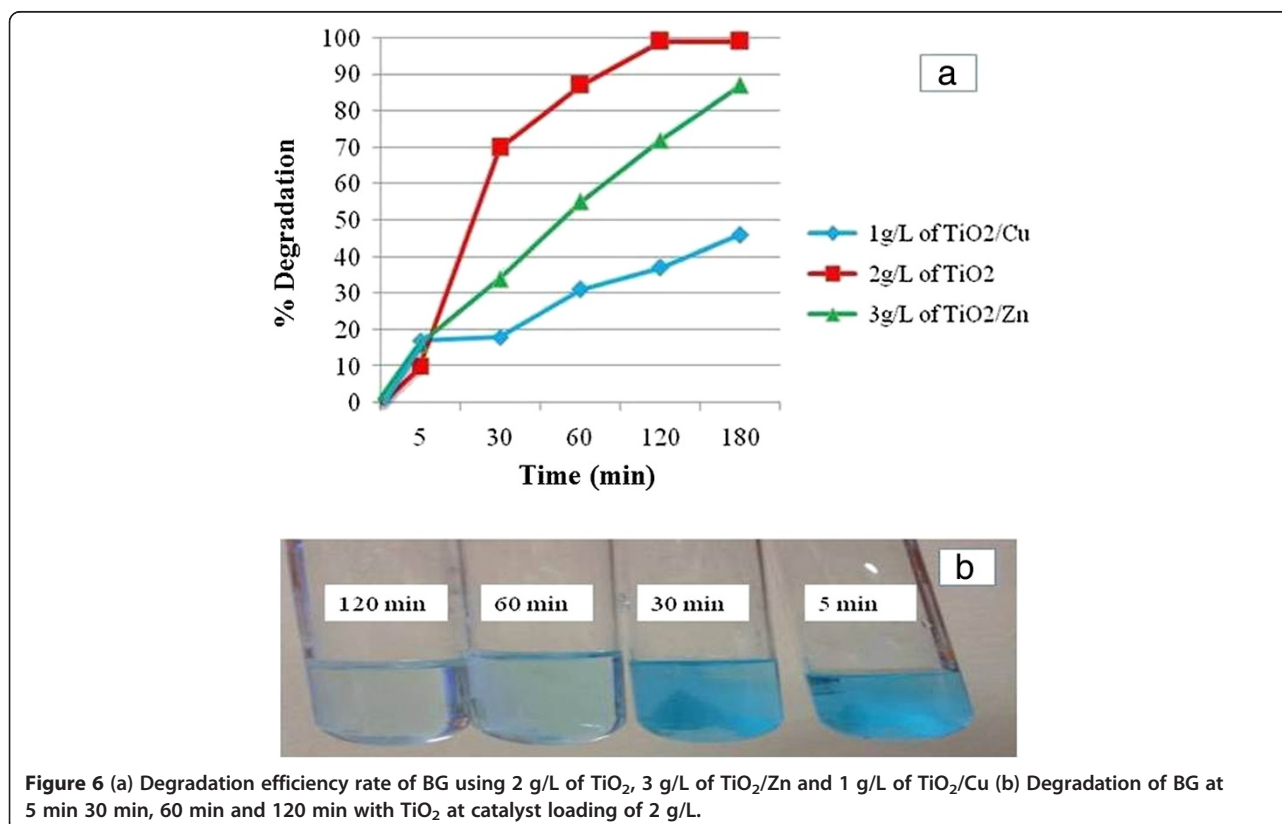 100
90
80
70
60
50
40
30
20
10
0
% Degradation
5 30 60 120 180
Time (min)
a
1g/L of TiO2/Cu
2g/L of TiO2
3g/L of TiO2/Zn
b
120 min 60 min 30 min 5 min
Figure 6 (a) Degradation efficiency rate of BG using 2 g/L of TiO₂, 3 g/L of TiO₂/Zn and 1 g/L of TiO₂/Cu (b) Degradation of BG at
5 min 30 min, 60 min and 120 min with TiO₂ at catalyst loading of 2 g/L.